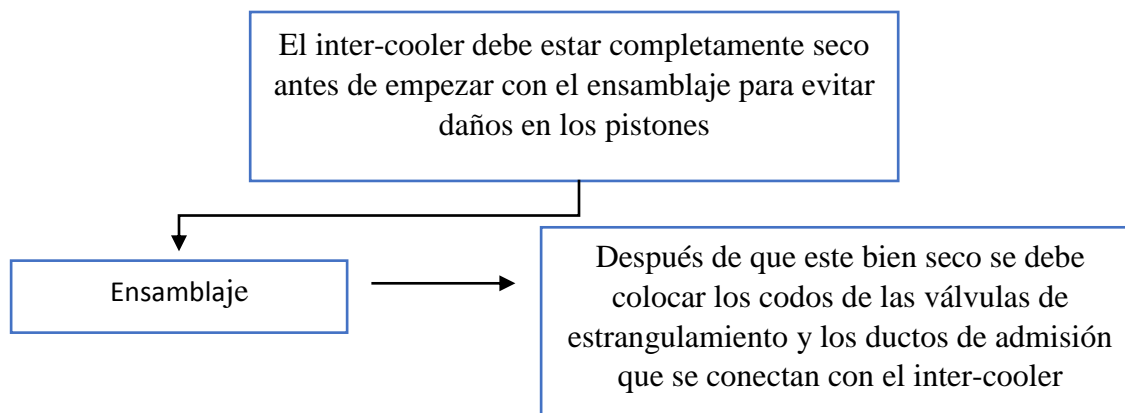 El inter-cooler debe estar completamente seco
antes de empezar con el ensamblaje para evitar
daños en los pistones
Ensamblaje
Después de que este bien seco se debe
colocar los codos de las válvulas de
estrangulamiento y los ductos de admisión
que se conectan con el inter-cooler